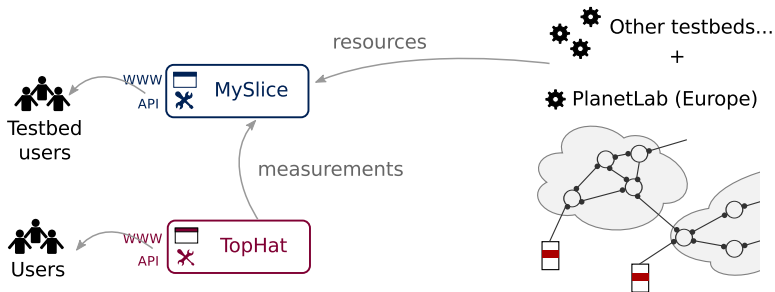 Other testbeds...
resources
+
WWW
MySlice
API
PlanetLab (Europe)
Testbed
users
measurements
WWW
TopHat
API
Users